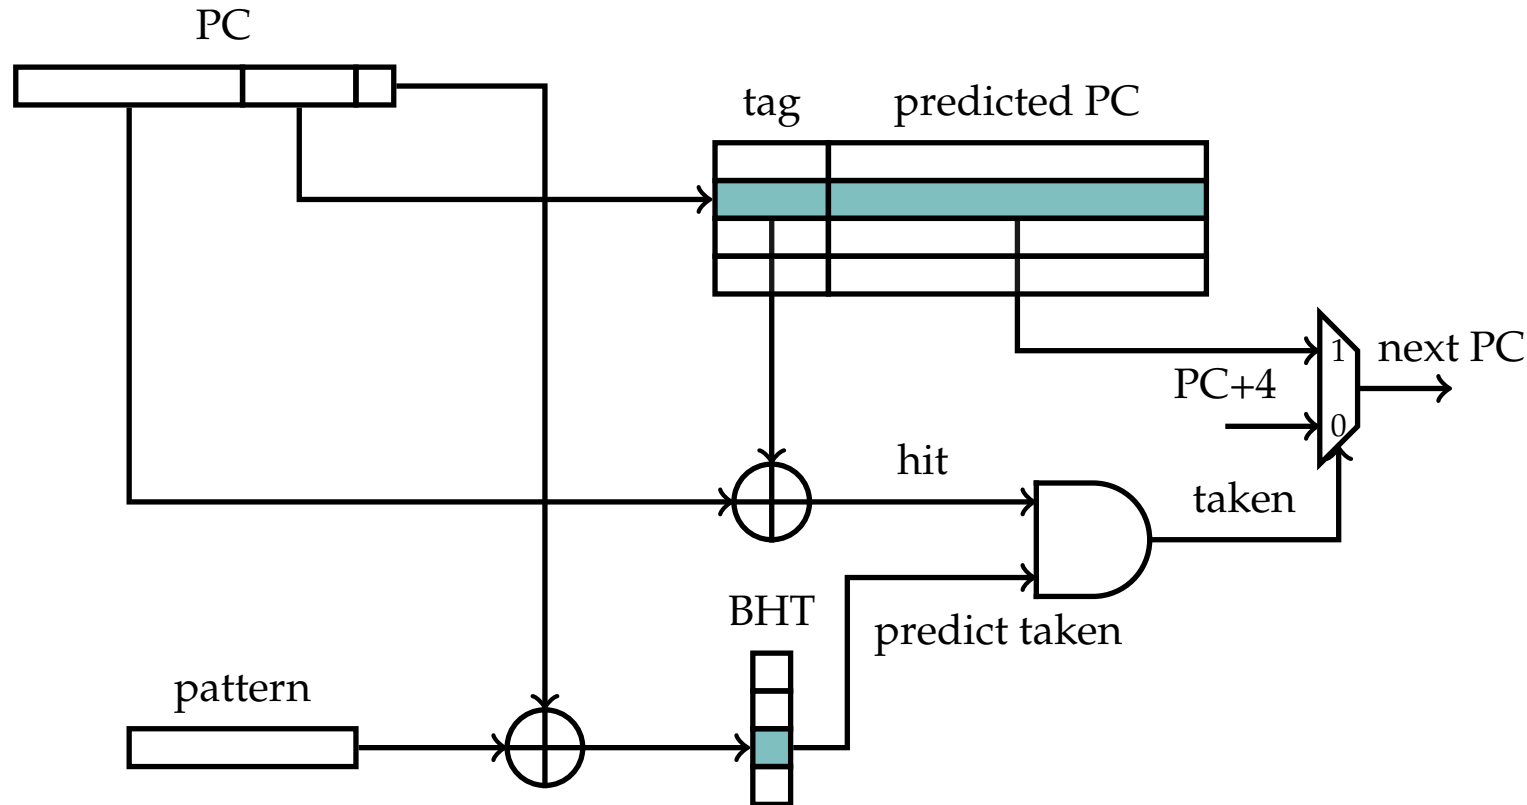 PC
tag
predicted PC
1
next PC
PC+4
0
hit
taken
BHT
predict taken
pattern